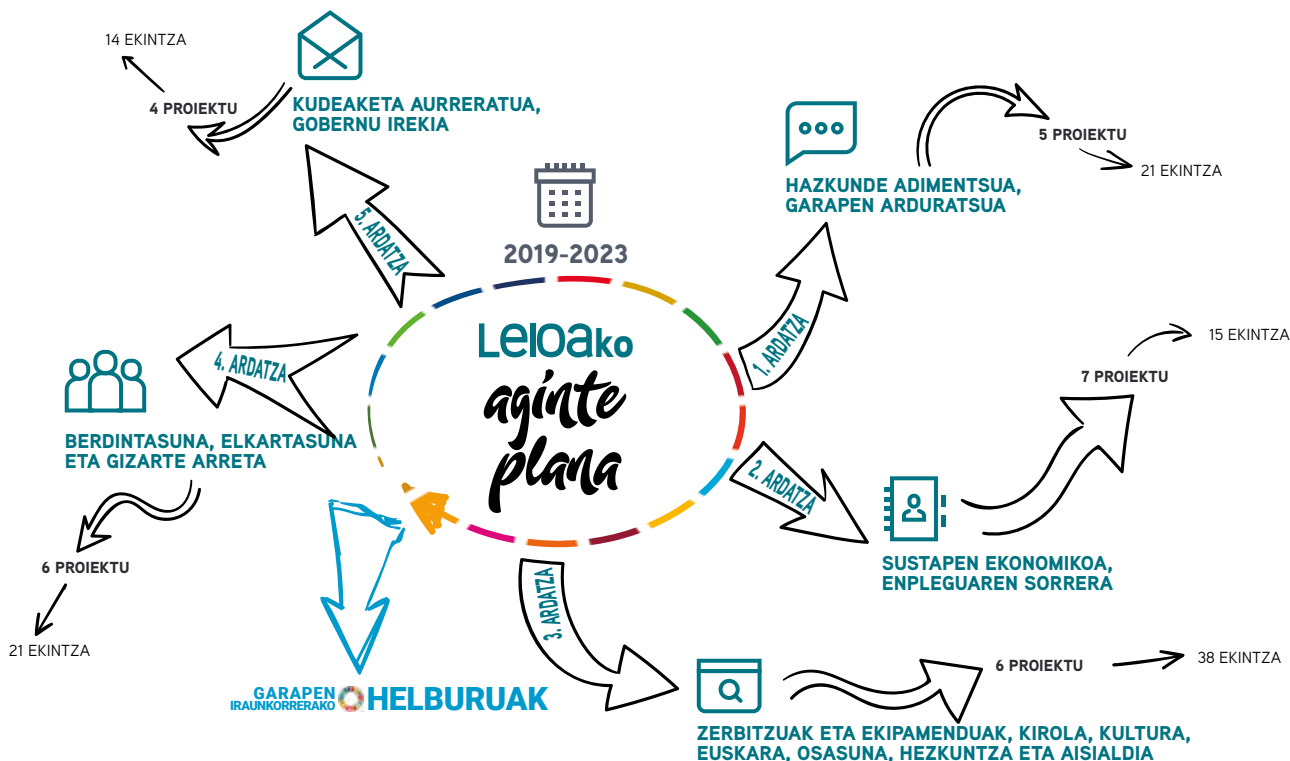 14 EKINTZA
4 PROIEKTU
KUDEAKETA AURRERATUA,
GOBERNU IREKIA
5. ARDATZA
2019-2023
Leioako
aginte
plana
HAZKUNDE ADIMENTSUA,
GARAPEN ARDURATSUA
5 PROIEKTU
21 EKINTZA
1. ARDATZA
15 EKINTZA
7 PROIEKTU
2. ARDATZA
SUSTAPEN EKONOMIKOA,
ENPLEGUAREN SORRERA
4. ARDATZA
BERDINTASUNA, ELKARTASUNA
ETA GIZARTE ARRETA
6 PROIEKTU
21 EKINTZA
3. ARDATZA
6 PROIEKTU
38 EKINTZA
ZERBITZUAK ETA EKIPAMENDUAK, KIROLA, KULTURA,
EUSKARA, OSASUNA, HEZKUNTZA ETA AISIALDIA
GARAPEN
IRAUNKORRERAKO
HELBURUAK